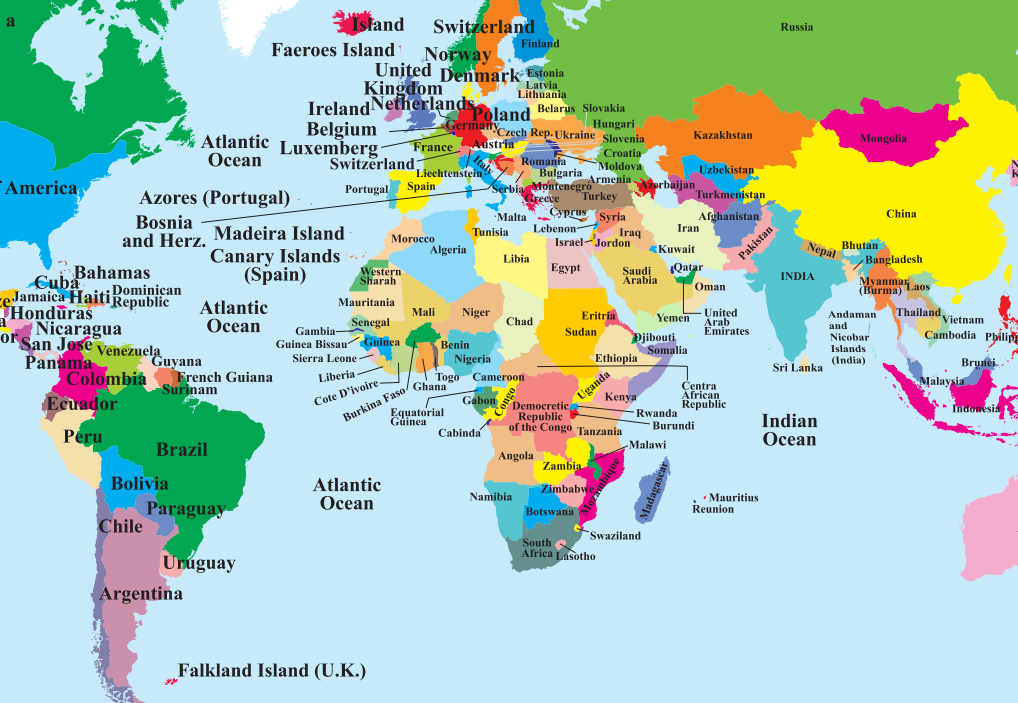 a
Island
Switzerland
Russia
Faeroes Island
Norway
Finland
United
Kingdom
Denmark
Estonia
Latvia
Lithuania
Netherlands
Ireland
Poland
Belarus
Slovakia
Belgium
Germany
Hungari
Luxemberg
Czech Rep.
Ukraine
Slovenia
Kazakhstan
Mongolia
Atlantic
Ocean
France
Austria
Croatia
Switzerland
Italy
Romania
Moldova
Liechtenstein
Bulgaria
Armenia
Uzbekistan
America
Portugal
Spain
Serbia
Montenegro
Azerbaijan
Turkmenistan
Azores (Portugal)
Greece
Turkey
Bosnia
and Herz.
Malta
Cyprus
Syria
Afghanistan
China
Madeira Island
Tunisia
Lebonen
Iraq
Iran
Pakistan
Morocco
Israel
Jordon
Kuwait
Nepal
Bhutan
Canary Islands
(Spain)
Algeria
Libia
Egypt
Bangladesh
Bahamas
Western
Sharah
Saudi
Arabia
Qatar
INDIA
Myanmar
(Burma)
Laos
Cuba
Dominican
Republic
Jamaica
Haiti
Oman
Honduras
Mauritania
Mali
Niger
Chad
Sudan
Eritria
Yemen
United
Arab
Emirates
Andaman
and
Nicobar
Islands
(India)
Thailand
Vietnam
Cambodia
Philip
Atlantic
Ocean
Nicaragua
Senegal
Gambia
San Jose
Guinea Bissau
Guinea
Benin
Djibouti
Somalia
Venezuela
Sierra Leone
Nigeria
Ethiopia
Panama
Guyana
Sri Lanka
Brunei
Colombia
French Guiana
Surinam
Liberia
Cote D'ivoire
Burkina Faso
Ghana
Togo
Cameroon
Centra
African
Republic
Malaysia
Ecuador
Equatorial
Guinea
Gabon
Congo
Uganda
Kenya
Democretic
Republic
of the Congo
Rwanda
Burundi
Indonesia
Peru
Cabinda
Tanzania
Indian
Ocean
Brazil
Angola
Zambia
Malawi
Bolivia
Atlantic
Ocean
Namibia
Zimbabwe
Mozambique
Madagascar
Mauritius
Reunion
Paraguay
Botswana
Chile
Swaziland
South
Africa
Lasotho
Uruguay
Argentina
Falkland Island (U.K.)